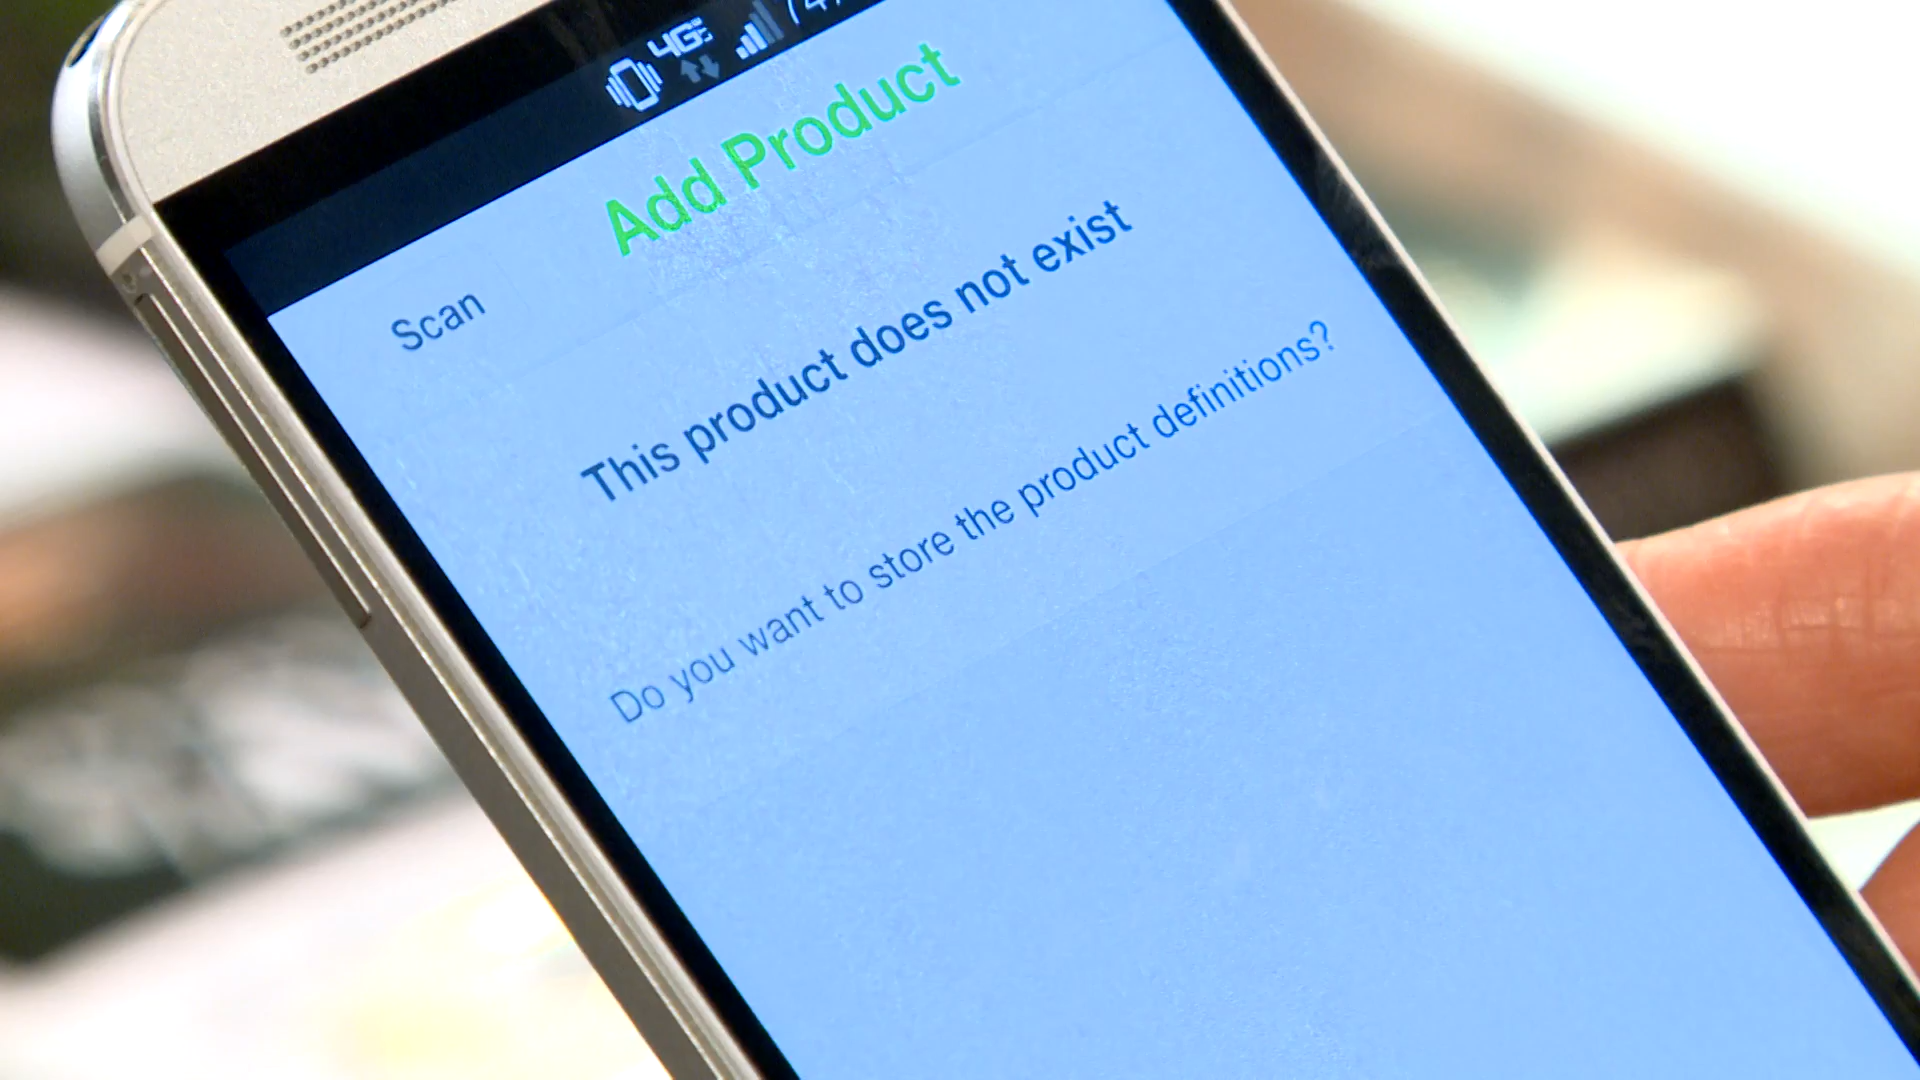 4G
Add Product
Scan
This product does not exist
Do you want to store the product definitions?